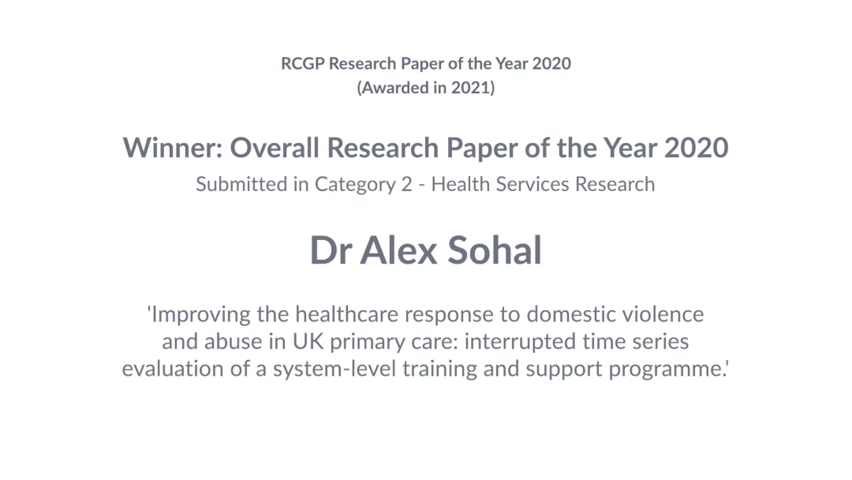 RCGP Research Paper of the Year 2020
(Awarded in 2021)
Winner: Overall Research Paper of the Year 2020
Submitted in Category 2 - Health Services Research
Dr Alex Sohal
'Improving the healthcare response to domestic violence
and abuse in UK primary care: interrupted time series
evaluation of a system-level training and support programme.'